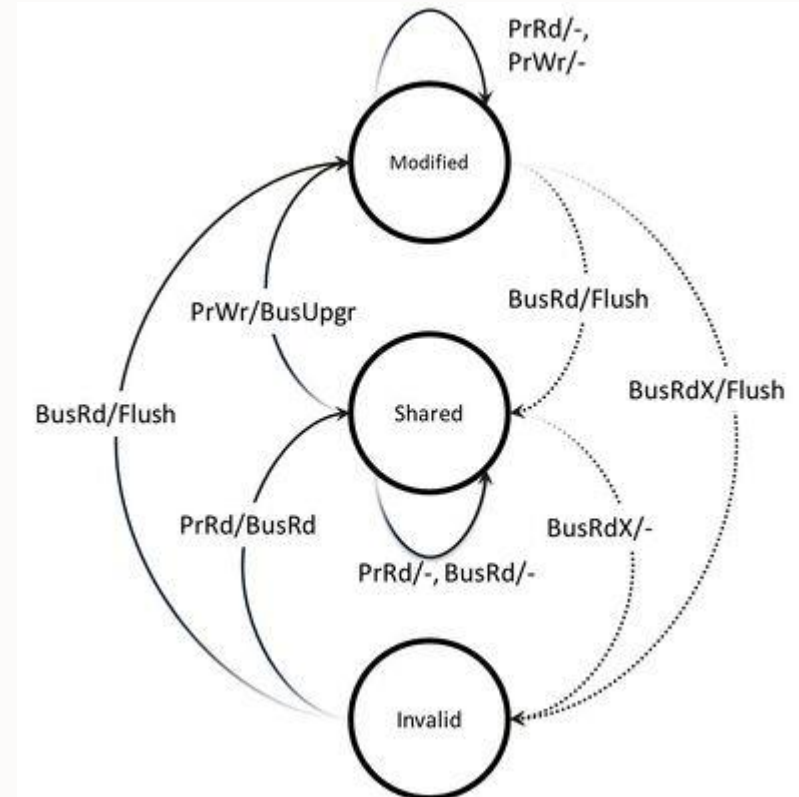 PrRd/-,
PrWr/-
Modified
BusRd/Flush
PrWr/BusUpgr
BusRdX/Flush
BusRd/Flush
Shared
PrRd/BusRd
BusRdX/-
PrRd/-, BusRd/-
Invalid